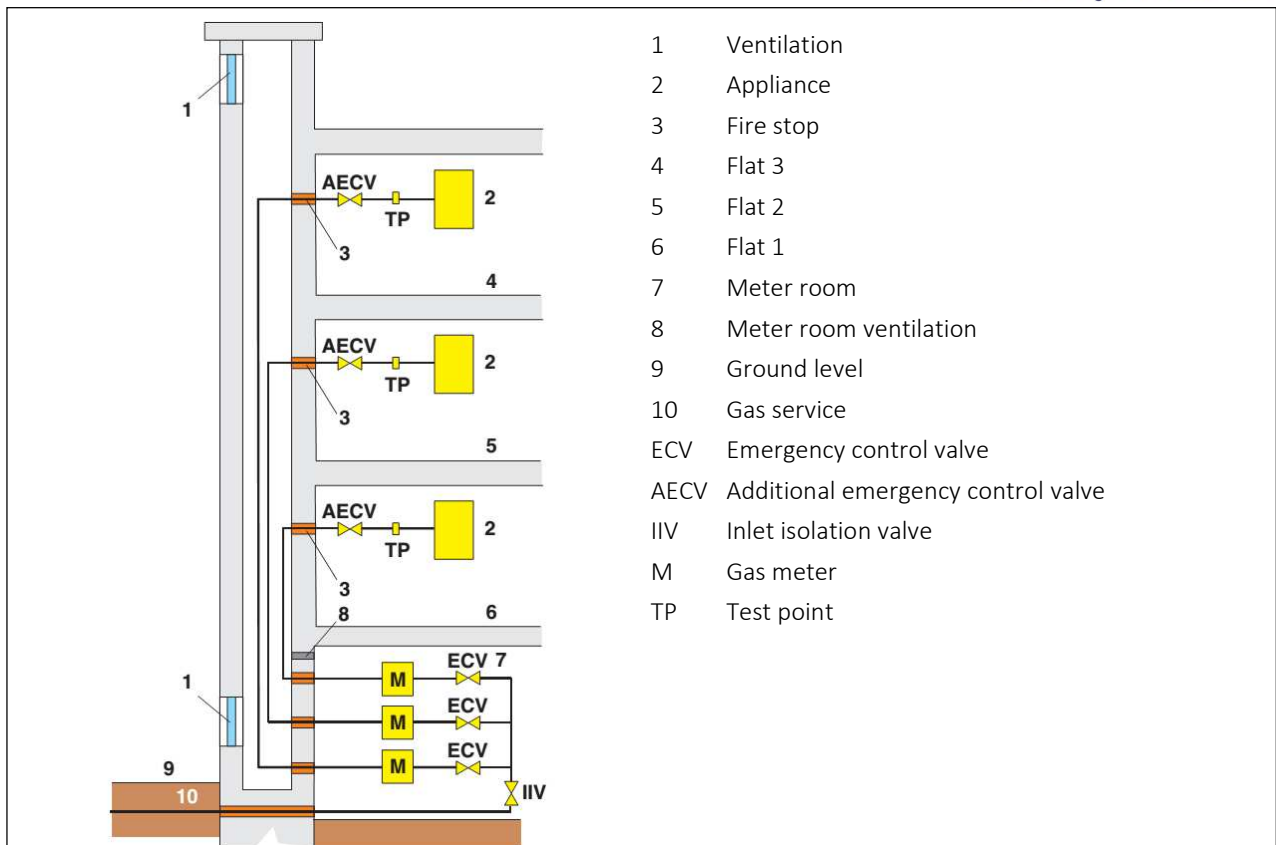 1
AECV
2
TP
3
4
AECV
2
TP
3
5
AECV
2
TP
3
8
6
ECV 7
M
1
ECV
M
ECV
M
9
10
IIV
1 Ventilation
2 Appliance
3 Fire stop
4 Flat 3
5 Flat 2
6 Flat 1
7 Meter room
8 Meter room ventilation
9 Ground level
10 Gas service
ECV Emergency control valve
AECV Additional emergency control valve
IIV Inlet isolation valve
M Gas meter
TP Test point